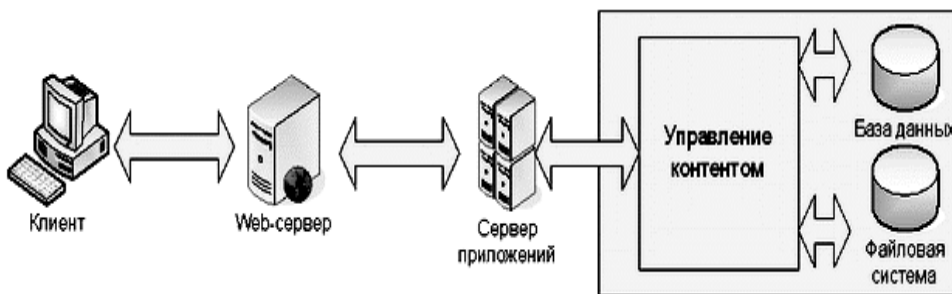 Клиент
Web-сервер
Сервер
приложений
Управление
контентом
База данных
Файловая
система